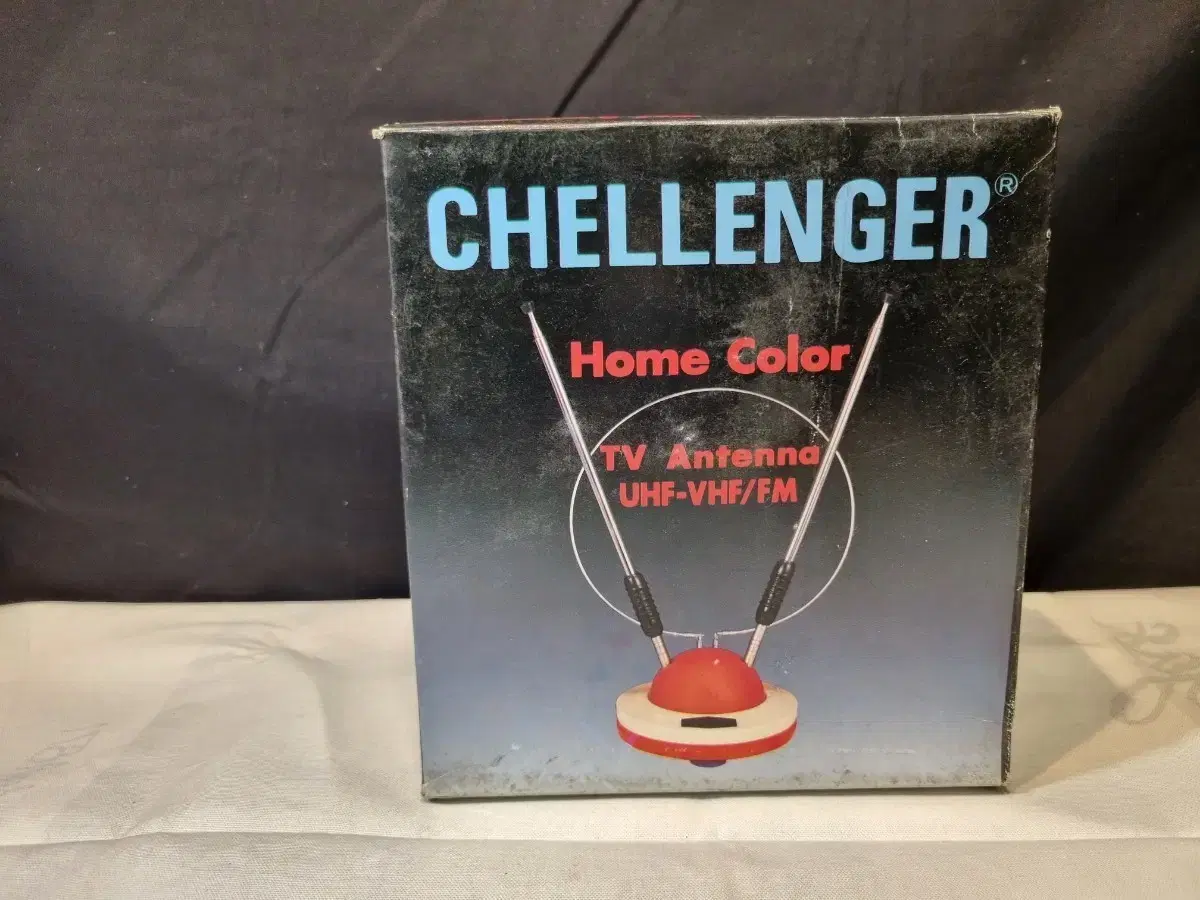 CHELLENGER®
Home Color
TV Antenna
UHF-VHF/FM